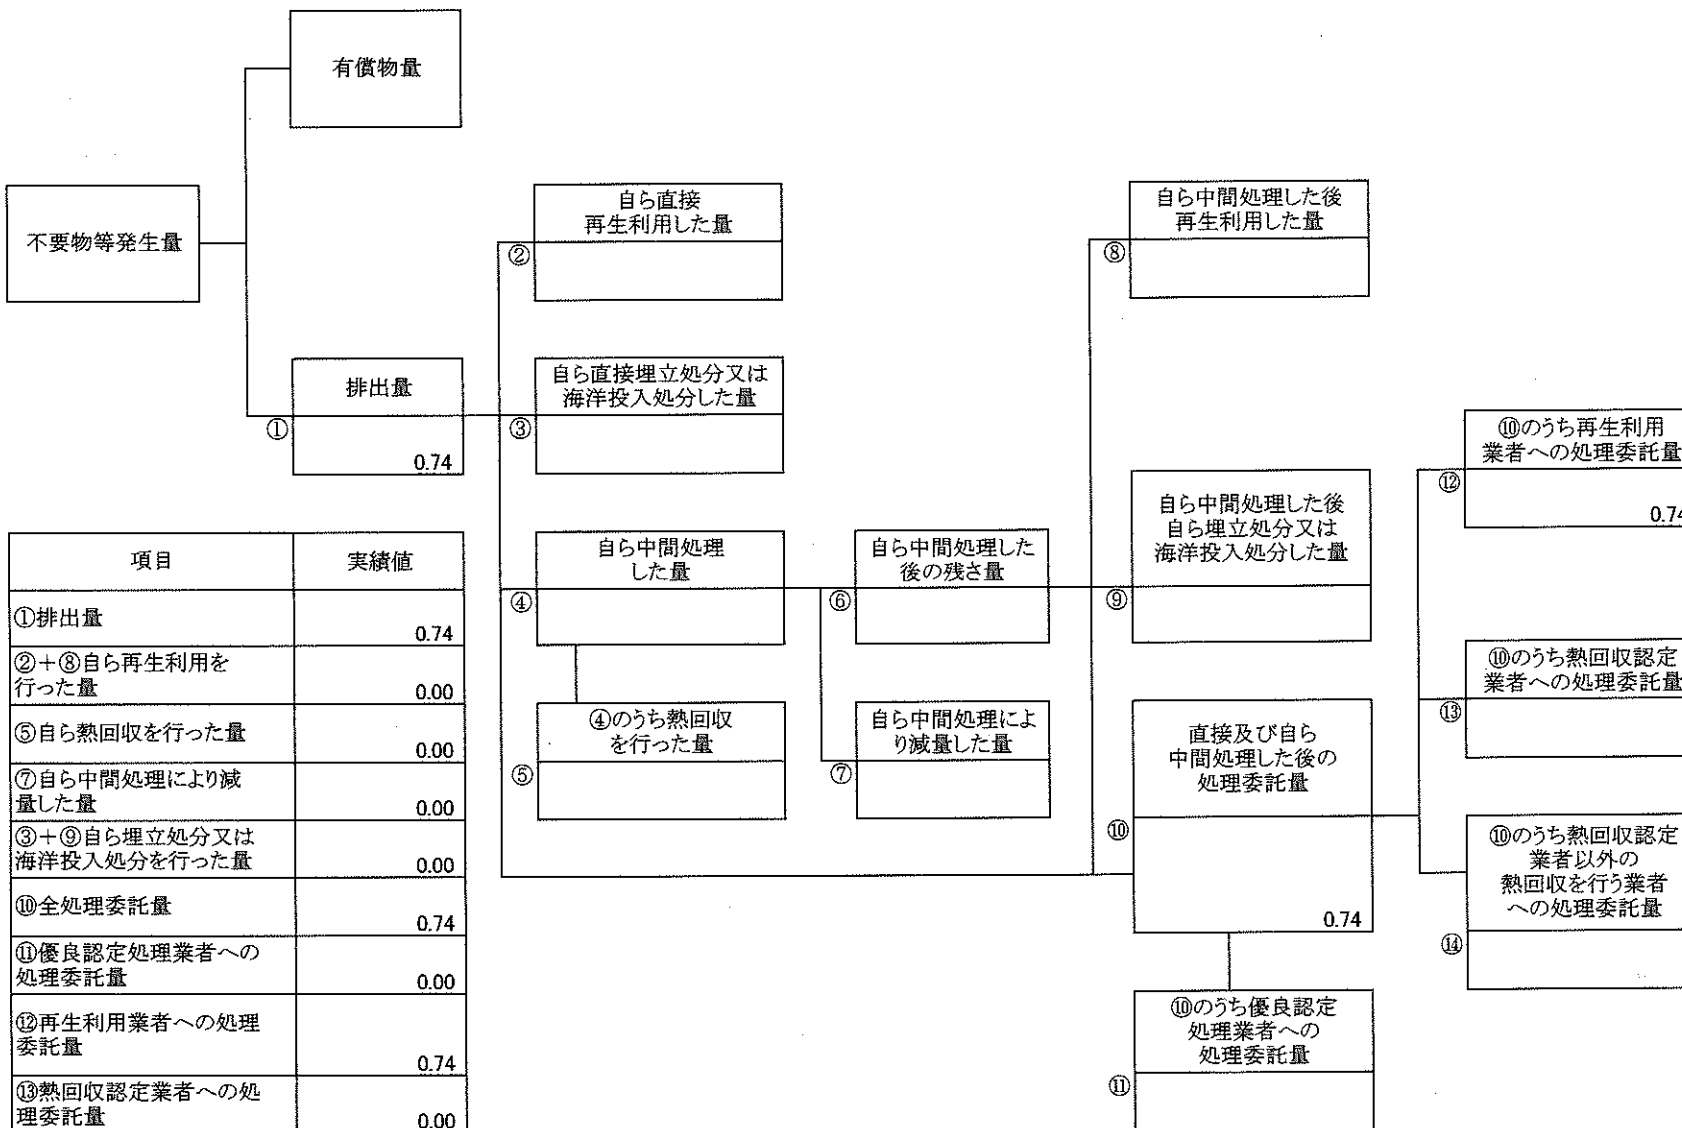 有償物量
不要物等発生量
排出量
①
0.74
自ら直接
再生利用した量
②
自ら直接埋立処分又は
海洋投入処分した量
③
自ら中間処理
した量
④
④のうち熱回収
を行った量
⑤
自ら中間処理した
後の残さ量
⑥
自ら中間処理によ
り減量した量
⑦
自ら中間処理した後
再生利用した量
⑧
自ら中間処理した後
自ら埋立処分又は
海洋投入処分した量
⑨
直接及び自ら
中間処理した後の
処理委託量
⑩
0.74
⑩のうち優良認定
処理業者への
処理委託量
⑪
⑩のうち再生利用
業者への処理委託量
⑫
0.74
⑩のうち熱回収認定
業者への処理委託量
⑬
⑩のうち熱回収認定
業者以外の
熱回収を行う業者
への処理委託量
⑭
項目 実績値
①排出量
0.74
②+⑧自ら再生利用を
行った量 0.00
⑤自ら熱回収を行った量
0.00
⑦自ら中間処理により減
量した量 0.00
③+⑨自ら埋立処分又は
海洋投入処分を行った量 0.00
⑩全処理委託量
0.74
⑪優良認定処理業者への
処理委託量 0.00
⑫再生利用業者への処理
委託量
0.74
⑬熱回収認定業者への処
理委託量 0.00